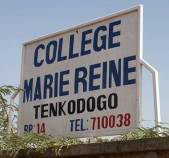 COLLEGE
MARIE REINE
TENKODOGO
BP: 14 TEL: 710038